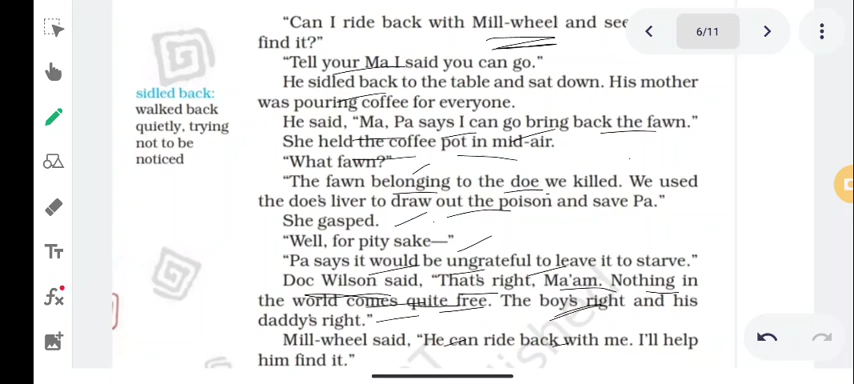 "Can I ride back with Mill-wheel and see
find it?"
"Tell your Ma I said you can go."
He sidled back to the table and sat down. His mother
was pouring coffee for everyone.
He said, "Ma, Pa says I can go bring back the fawn."
She held the coffee pot in mid-air.
"What fawn?"
"The fawn belonging to the doe we killed. We used
the doe's liver to draw out the poison and save Pa."
She gasped.
"Well, for pity sake—"
"Pa says it would be ungrateful to leave it to starve."
Doc Wilson said, "That's right, Ma'am. Nothing in
the world comes quite free. The boy's right and his
daddy's right."
Mill-wheel said, "He can ride back with me. I'll help
him find it."
sidled back:
walked back
quietly, trying
not to be
noticed
6/11
Tт
fx